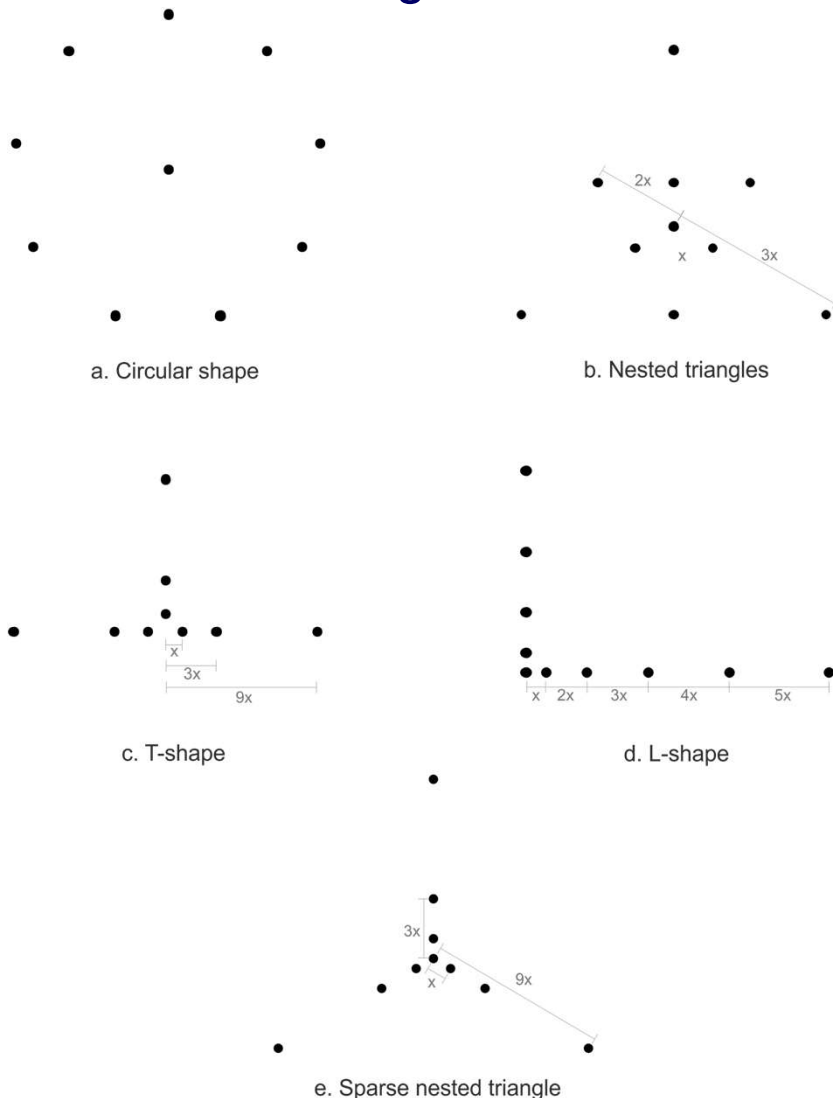 2x
x
3x
a. Circular shape
b. Nested triangles
x
3x
9x
x
2x
3x
4x
5x
c. T-shape
d. L-shape
3x
x
9x
e. Sparse nested triangle